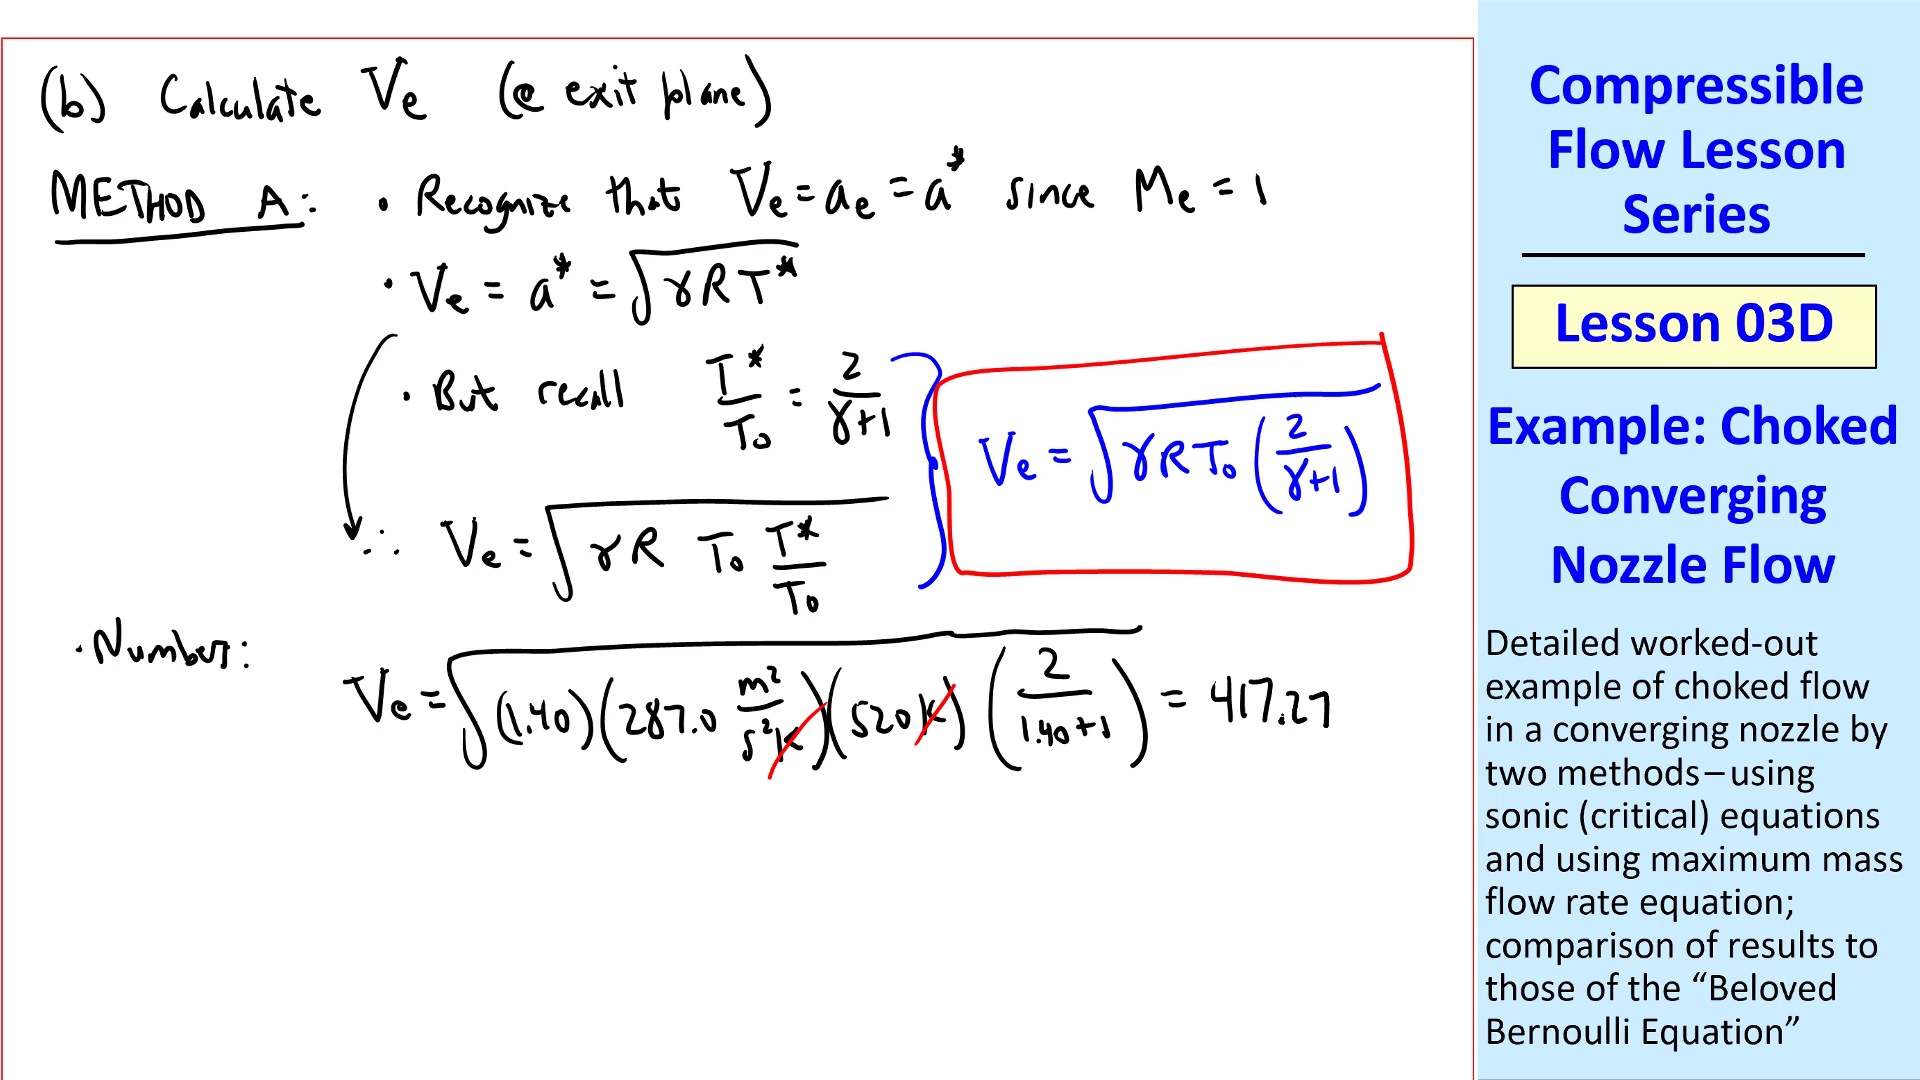 (b) Calculate Ve (@ exit plane)
METHOD A: • Recognize that Ve = ae = a* since Me = 1
• Ve = a* = √(γRT*)
• But recall T*/To = 2/(γ+1)
Ve = √(γRTo(2/(γ+1)))
∴ Ve = √(γR To T*/To)
• Numbers:
Ve = √((1.40)(287.0 m²/s²K)(520K)(2/(1.40+1))) = 417.27
Compressible
Flow Lesson
Series
Lesson 03D
Example: Choked
Converging
Nozzle Flow
Detailed worked-out
example of choked flow
in a converging nozzle by
two methods–using
sonic (critical) equations
and using maximum mass
flow rate equation;
comparison of results to
those of the “Beloved
Bernoulli Equation”